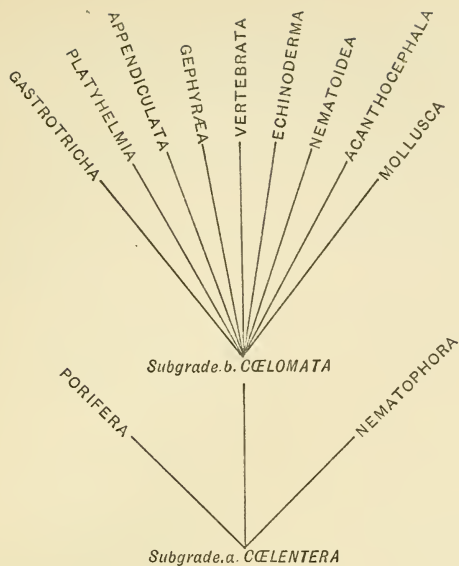 GASTROTRICHA
PLATYHELMIA
APPENDICULATA
GEPHYRÆA
VERTEBRATA
ECHINODERMA
NEMATOIDEA
ACANTHOCEPHALA
MOLLUSCA
Subgrade.b. CŒLOMATA
PORIFERA
NEMATOPHORA
Subgrade.a. CŒLENTERA